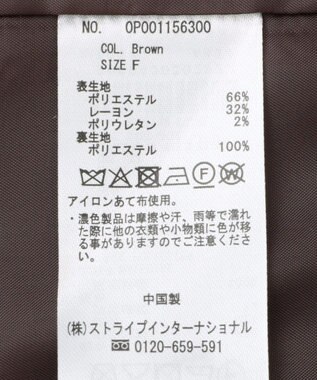 NO. OP001156300
COL. Brown
SIZE F
表生地
ポリエステル 66%
レーヨン 32%
ポリウレタン 2%
裏生地
ポリエステル 100%
アイロンあて布使用。
・濃色製品は摩擦や汗、雨等で濡れ
た際に他の衣類や小物類に色が移
る事がありますのでご注意くださ
い。
中国製
(株)ストライプインターナショナル
0120-659-591